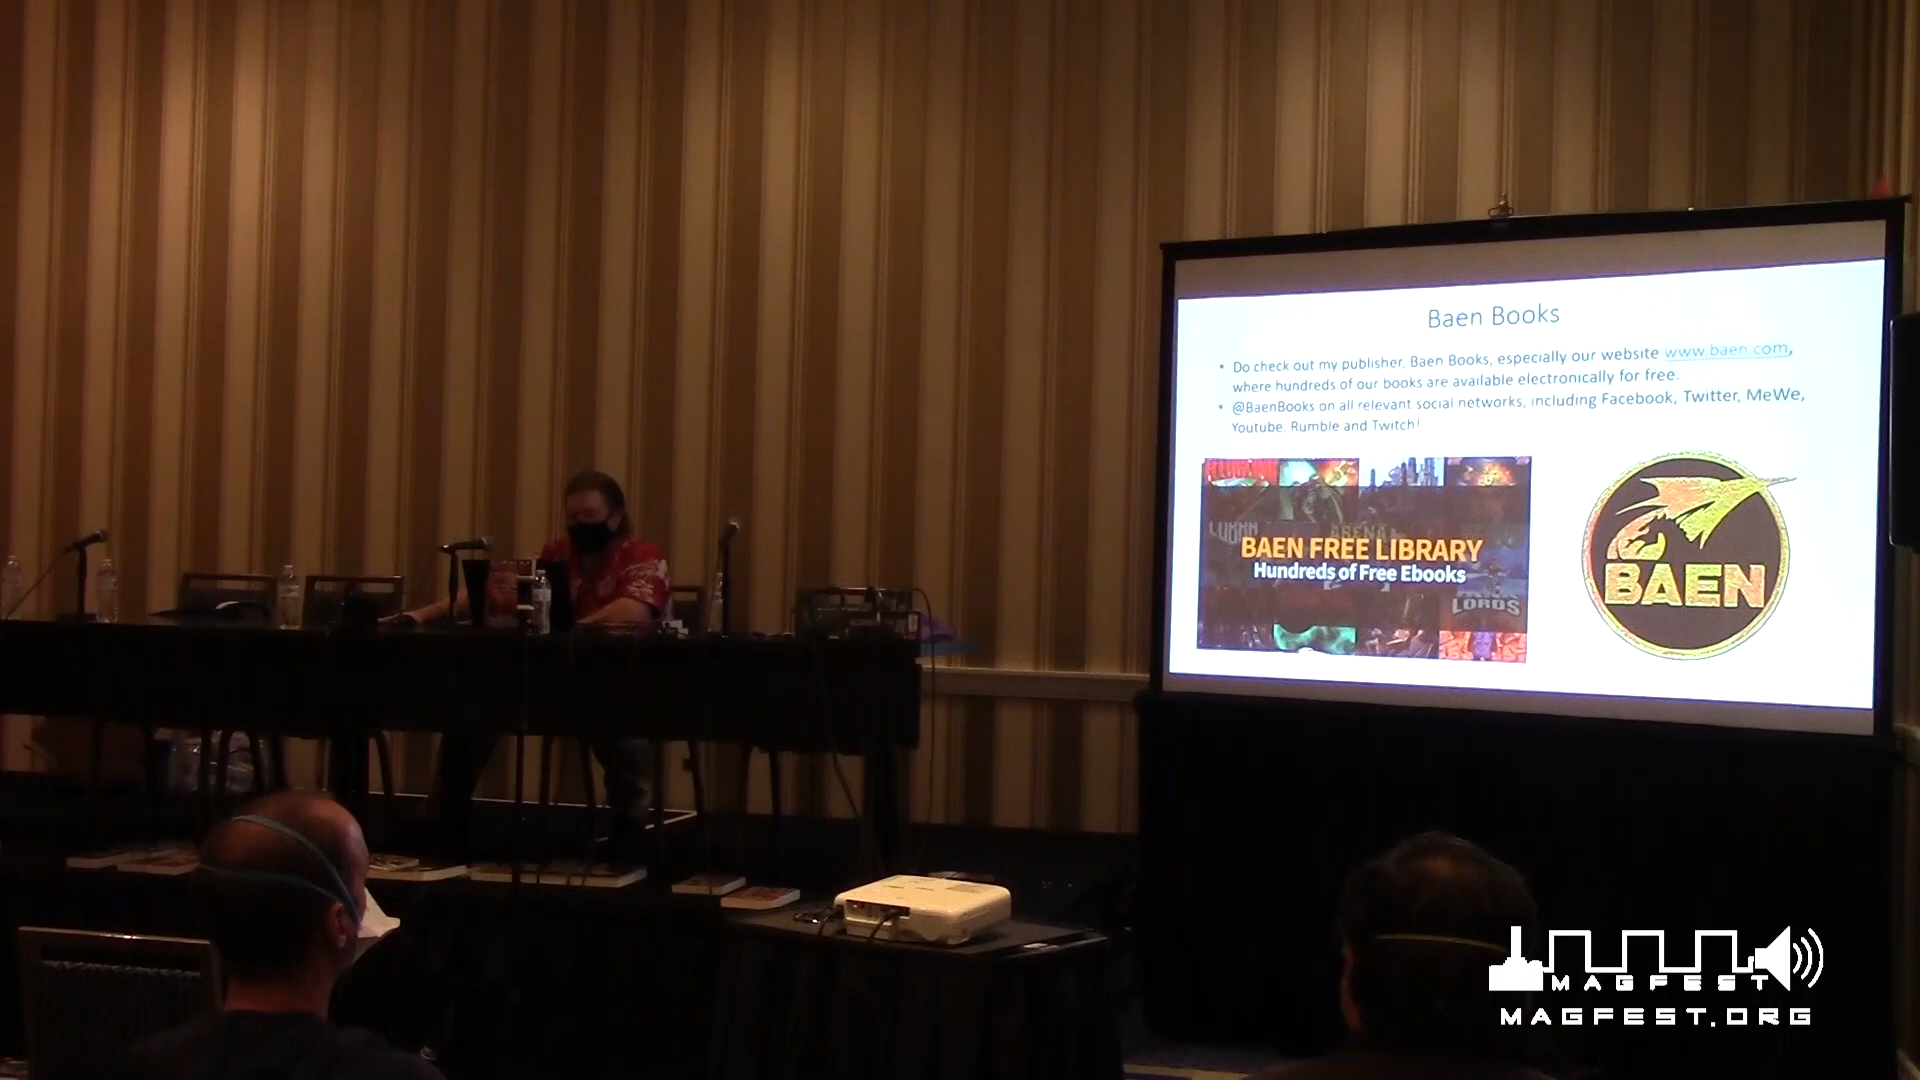 Baen Books
• Do check out my publisher, Baen Books, especially our website www.baen.com,
where hundreds of our books are available electronically for free.
• @BaenBooks on all relevant social networks, including Facebook, Twitter, MeWe,
Youtube, Rumble and Twitch!
ARENA
BAEN FREE LIBRARY
Hundreds of Free Ebooks
LORDS
BAEN
MAGFEST
MAGFEST.ORG